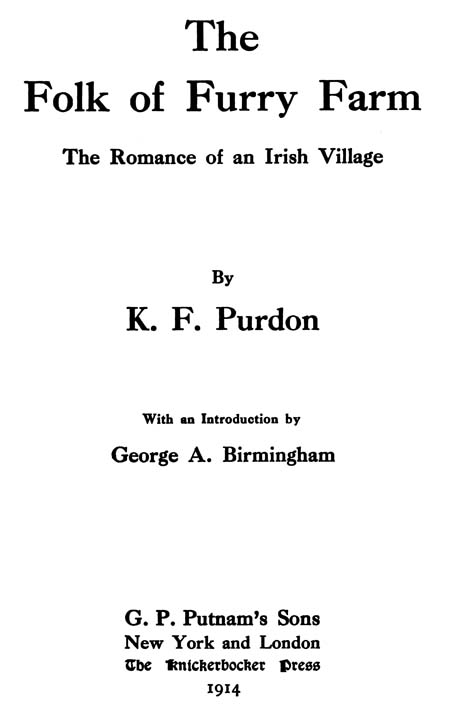 The
Folk of Furry Farm
The Romance of an Irish Village
By
K. F. Purdon
With an Introduction by
George A. Birmingham
G. P. Putnam's Sons
New York and London
The Knickerbocker Press
1914